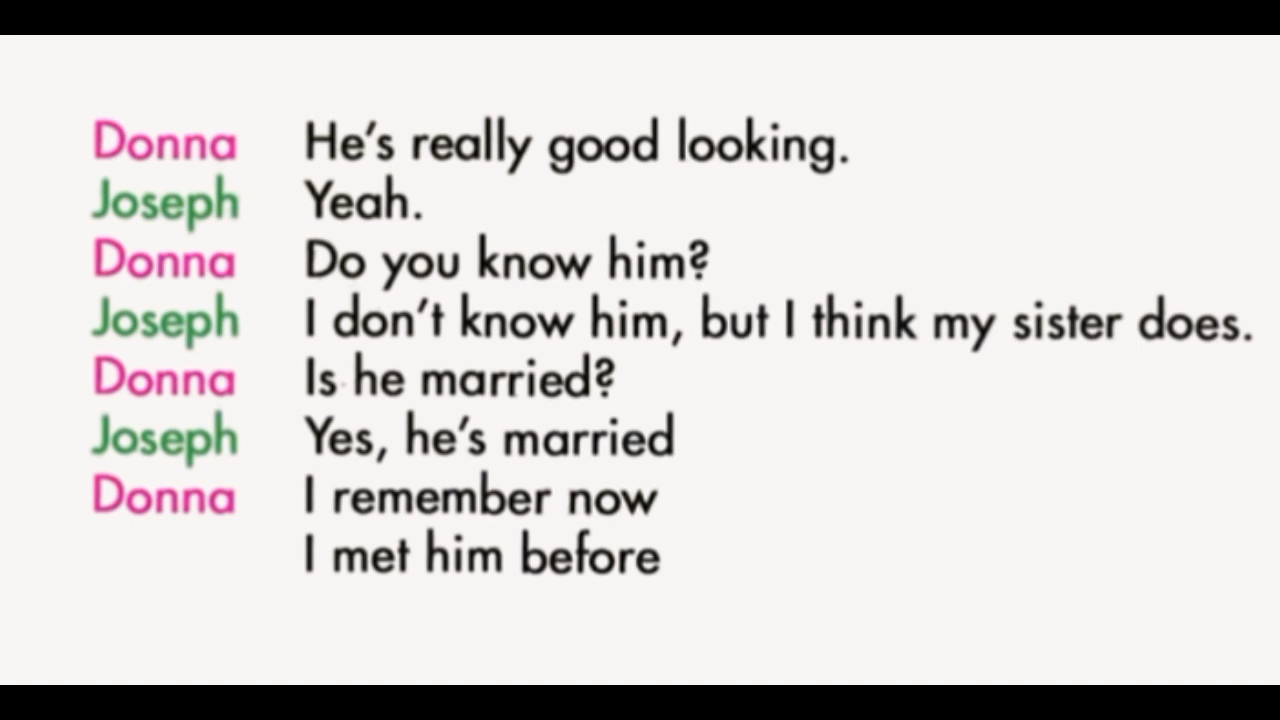 Donna He’s really good looking.
Joseph Yeah.
Donna Do you know him?
Joseph I don’t know him, but I think my sister does.
Donna Is he married?
Joseph Yes, he’s married
Donna I remember now
I met him before